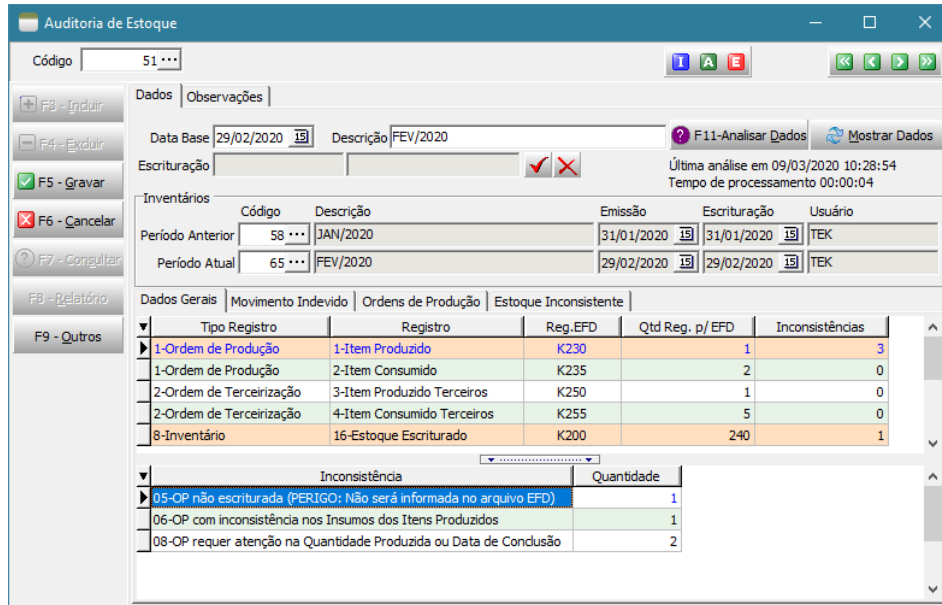 Auditoria de Estoque
Código 51 ...
I A E
F3 - Incluir
F4 - Excluir
F5 - Gravar
F6 - Cancelar
F7 - Consultar
F8 - Relatório
F9 - Outros
Dados Observações
Data Base 29/02/2020 15 Descrição FEV/2020 F11-Analisar Dados Mostrar Dados
Escrituração Última análise em 09/03/2020 10:28:54
Tempo de processamento 00:00:04
Inventários
Código Descrição Emissão Escrituração Usuário
Período Anterior 58 ... JAN/2020 31/01/2020 15 31/01/2020 15 TEK
Período Atual 65 ... FEV/2020 29/02/2020 15 29/02/2020 15 TEK
Dados Gerais Movimento Indevido Ordens de Produção Estoque Inconsistente
Tipo Registro Registro Reg.EFD Qtd Reg. p/ EFD Inconsistências
1-Ordem de Produção 1-Item Produzido K230 1 3
1-Ordem de Produção 2-Item Consumido K235 2 0
2-Ordem de Terceirização 3-Item Produzido Terceiros K250 1 0
2-Ordem de Terceirização 4-Item Consumido Terceiros K255 5 0
8-Inventário 16-Estoque Escriturado K200 240 1
Inconsistência Quantidade
05-OP não escriturada (PERIGO: Não será informada no arquivo EFD) 1
06-OP com inconsistência nos Insumos dos Itens Produzidos 1
08-OP requer atenção na Quantidade Produzida ou Data de Conclusão 2